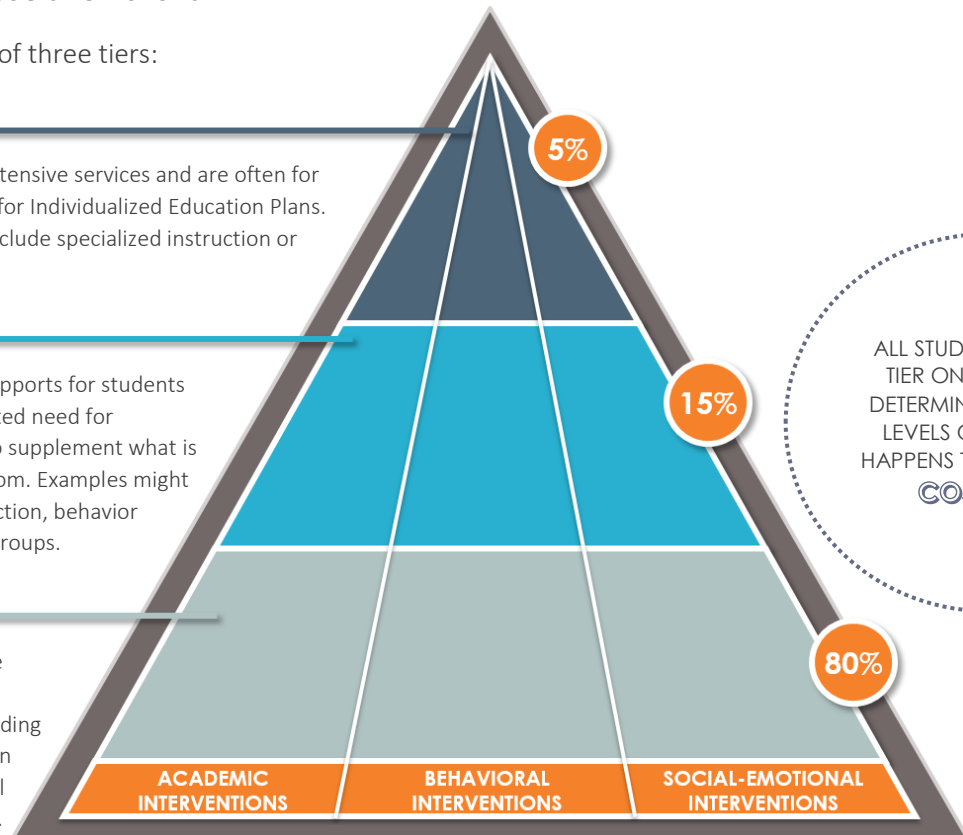 of three tiers:
5%
tensive services and are often for
for Individualized Education Plans.
clude specialized instruction or
pports for students
ted need for
o supplement what is
om. Examples might
ction, behavior
groups.
15%
ALL STUD
TIER ON
DETERMIN
LEVELS
HAPPENS T
CO
80%
e
ding
n
l
ACADEMIC
INTERVENTIONS
BEHAVIORAL
INTERVENTIONS
SOCIAL-EMOTIONAL
INTERVENTIONS